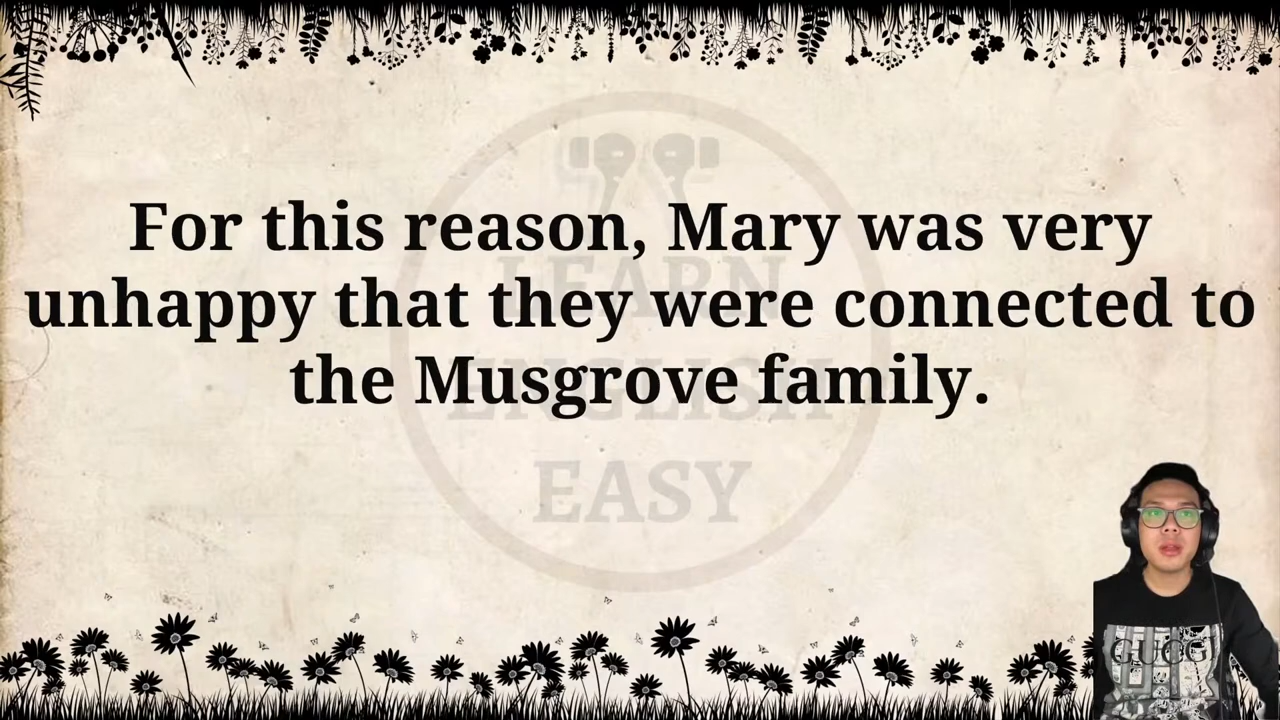 For this reason, Mary was very
unhappy that they were connected to
the Musgrove family.
LEARN
ENGLISH
EASY
GUCCI